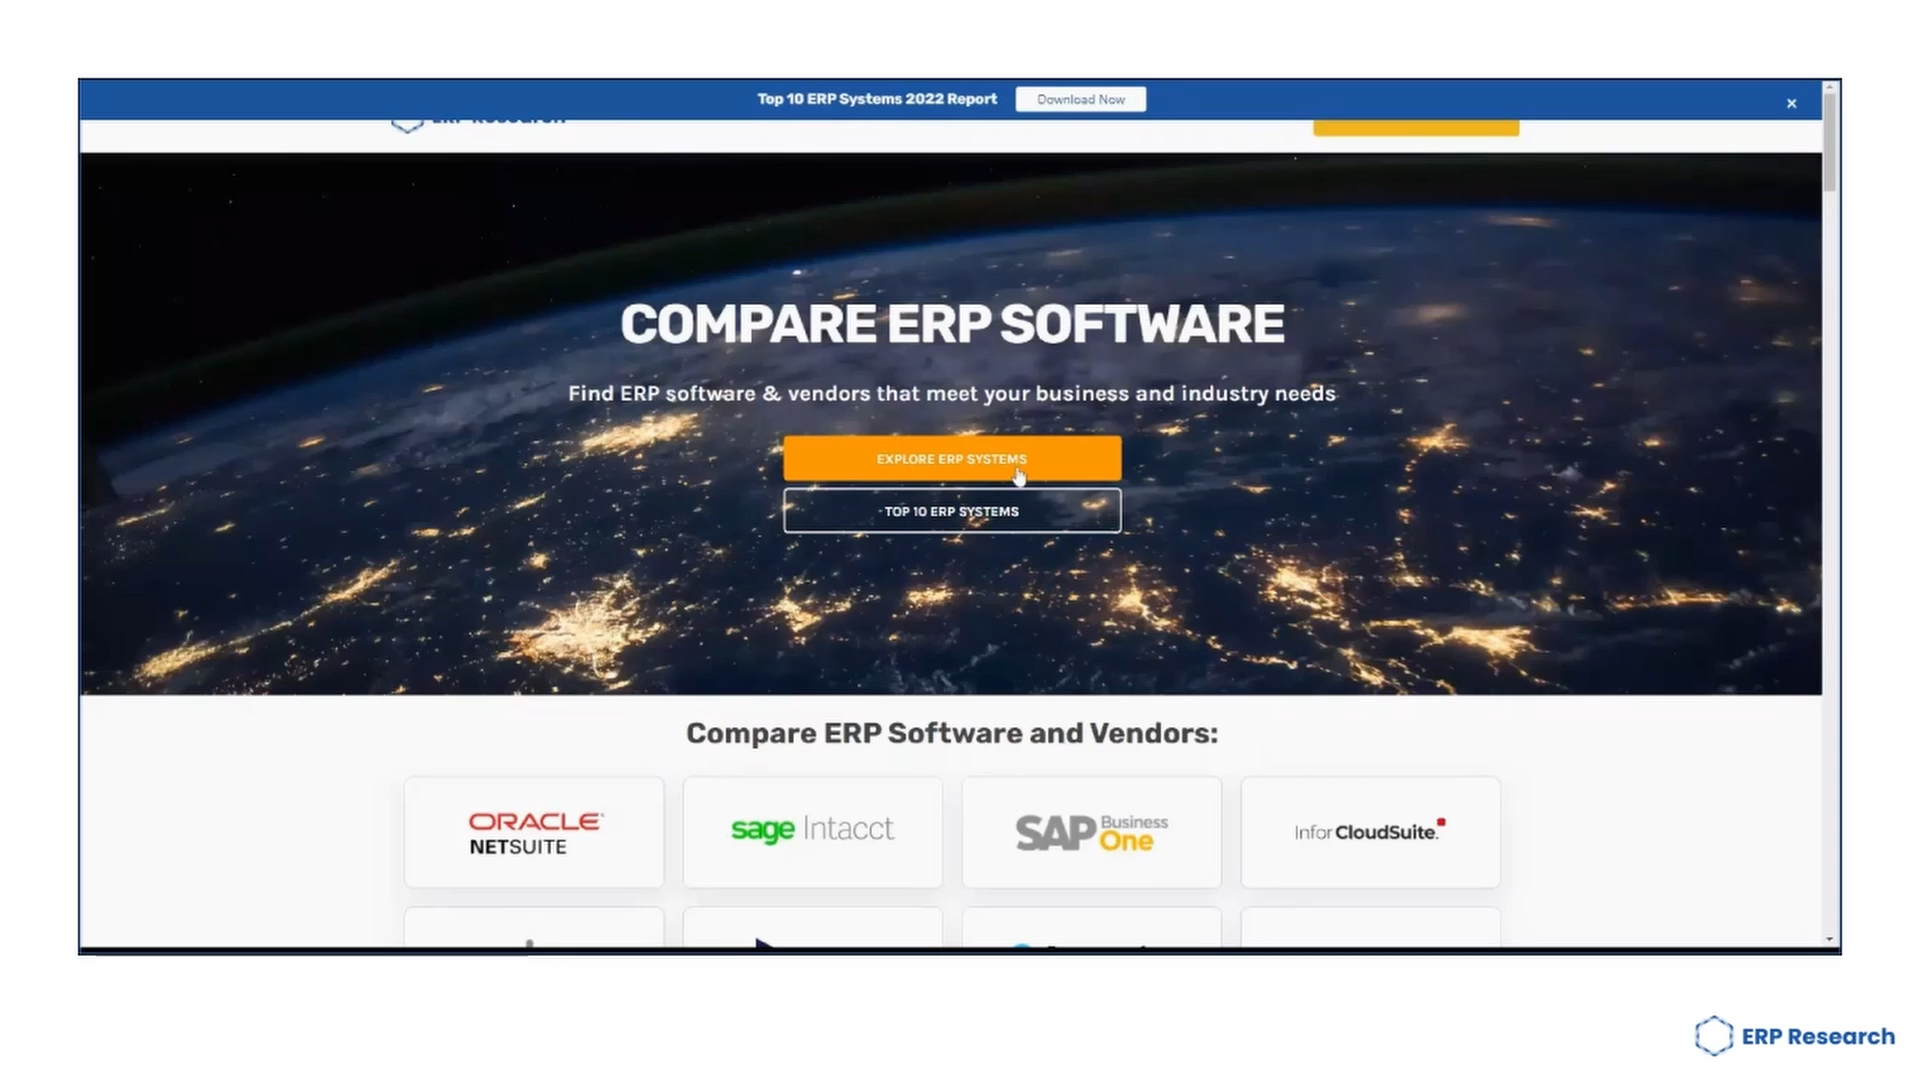 Top 10 ERP Systems 2022 Report
Download Now
×
ERP Research
COMPARE ERP SOFTWARE
Find ERP software & vendors that meet your business and industry needs
EXPLORE ERP SYSTEMS
TOP 10 ERP SYSTEMS
Compare ERP Software and Vendors:
ORACLE
NETSUITE
sage Intacct
SAP Business One
Infor CloudSuite.
ERP Research